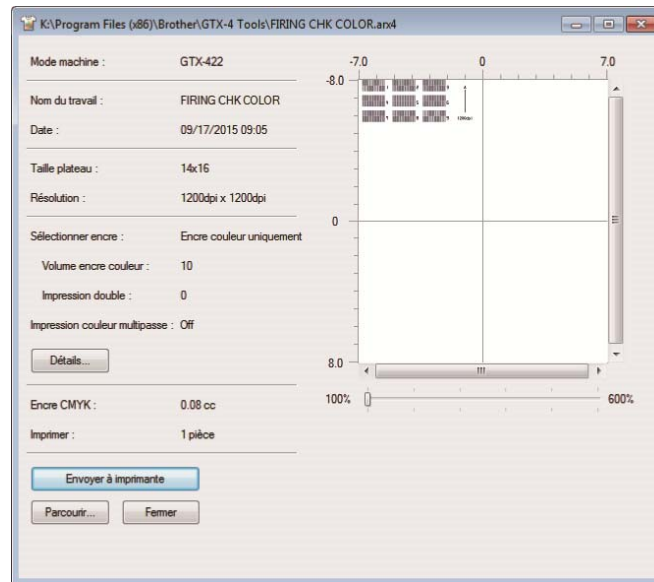 K:\Program Files (x86)\Brother\GTX-4 Tools\FIRING CHK COLOR.arx4
Mode machine : GTX-422
Nom du travail : FIRING CHK COLOR
Date : 09/17/2015 09:05
Taille plateau : 14x16
Résolution : 1200dpi x 1200dpi
Sélectionner encre : Encre couleur uniquement
Volume encre couleur : 10
Impression double : 0
Impression couleur multipasse : Off
Détails...
Encre CMYK : 0.08 cc
Imprimer : 1 pièce
Envoyer à imprimante
Parcourir... Fermer
-7.0 0 7.0
-8.0
1200dpi
0
8.0
100% 600%